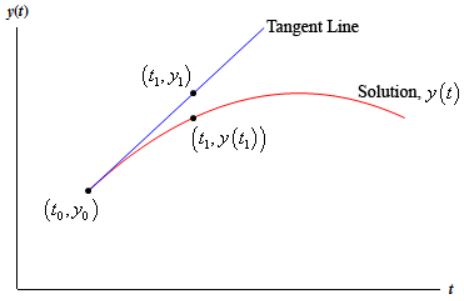 y(t)
Tangent Line
(t₁, y₁)
Solution, y(t)
(t₁, y(t₁))
(t₀, y₀)
t